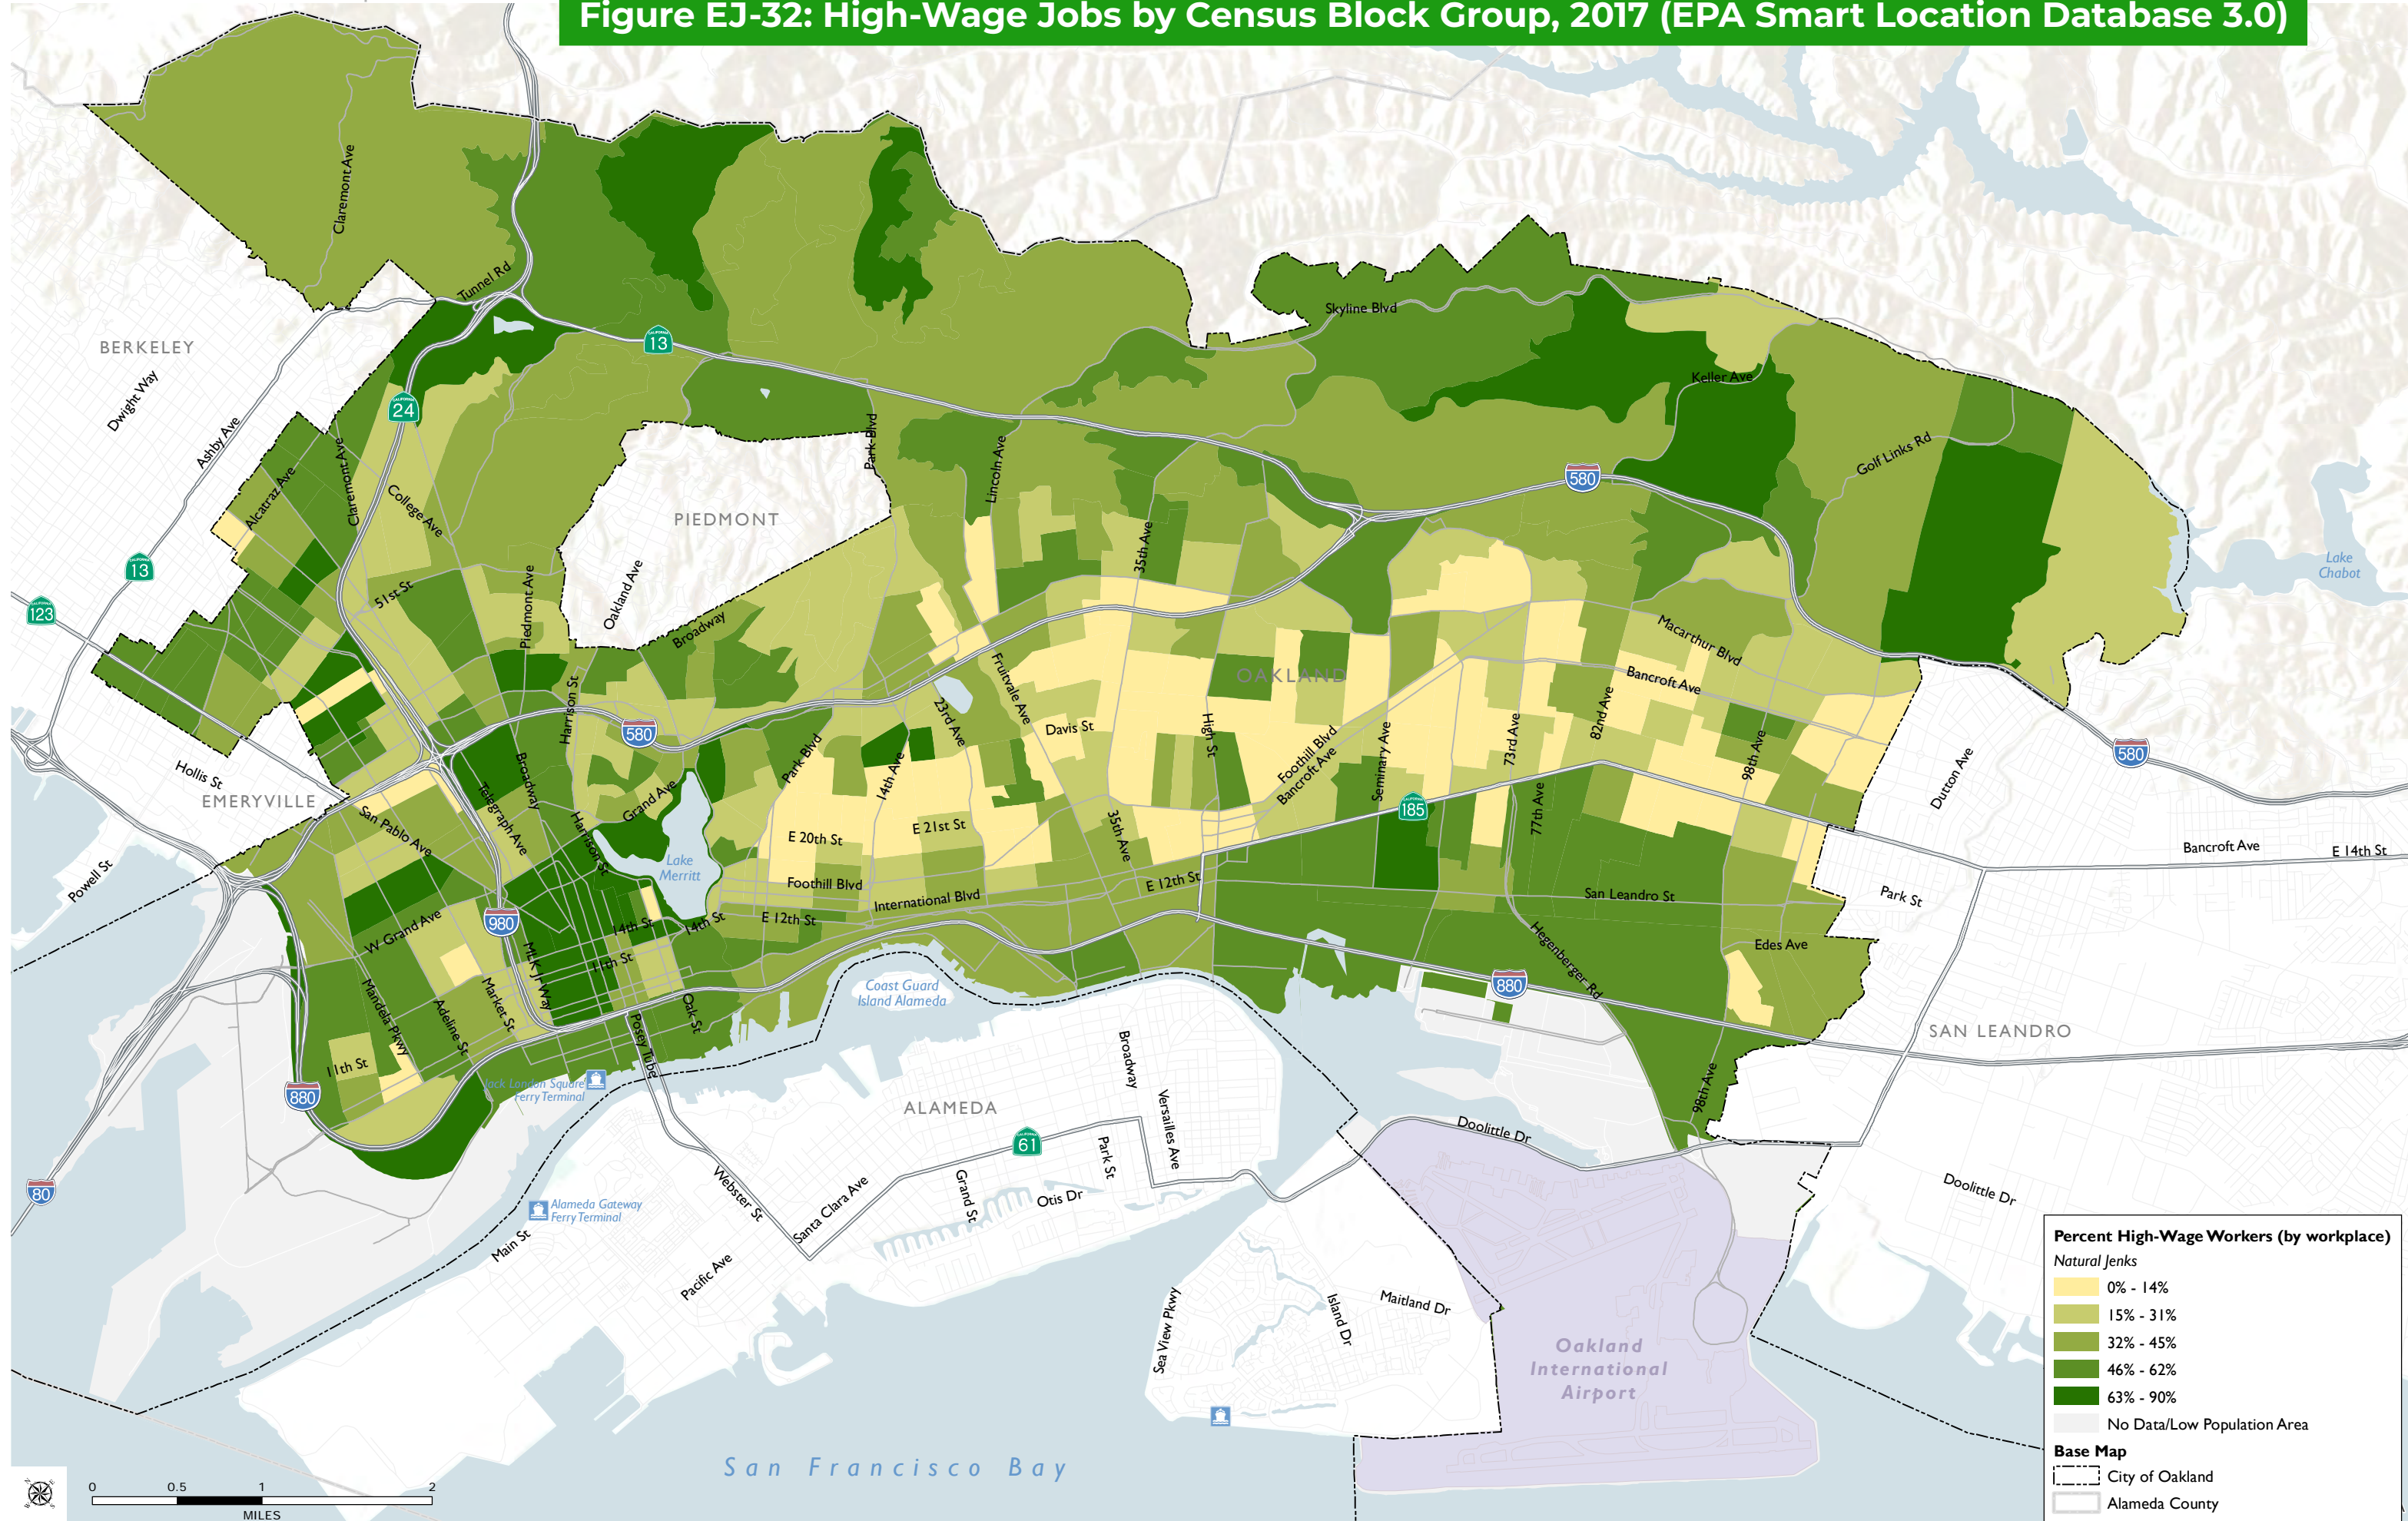 Figure EJ-32: High-Wage Jobs by Census Block Group, 2017 (EPA Smart Location Database 3.0)
Claremont Ave
Tunnel Rd
BERKELEY
Dwight Way
Ashby Ave
CALIFORNIA
13
CALIFORNIA
24
Skyline Blvd
Keller Ave
Golf Links Rd
Alcatraz Ave
Claremont Ave
College Ave
Park Blvd
Lincoln Ave
35th Ave
580
PIEDMONT
Oakland Ave
Piedmont Ave
51st St
CALIFORNIA
13
CALIFORNIA
123
Lake
Chabot
Broadway
Macarthur Blvd
Bancroft Ave
OAKLAND
Fruitvale Ave
23rd Ave
Davis St
High St
Foothill Blvd
Bancroft Ave
Seminary Ave
73rd Ave
82nd Ave
98th Ave
Harrison St
580
Park Blvd
14th Ave
580
Hollis St
EMERYVILLE
San Pablo Ave
Telegraph Ave
Broadway
Harrison St
Grand Ave
Lake
Merritt
E 20th St
E 21st St
35th Ave
CALIFORNIA
185
77th Ave
Dutton Ave
Bancroft Ave
E 14th St
Powell St
Foothill Blvd
International Blvd
E 12th St
E 12th St
San Leandro St
Park St
W Grand Ave
980
14th St
14th St
11th St
MLK Jr Way
Market St
Adeline St
Mandela Pkwy
11th St
Oak St
Posey Tube
Hegenberger Rd
Edes Ave
880
880
Coast Guard
Island Alameda
SAN LEANDRO
98th Ave
Jack London Square
Ferry Terminal
ALAMEDA
Broadway
Versailles Ave
Park St
CALIFORNIA
61
Grand St
Otis Dr
Doolittle Dr
Doolittle Dr
80
Alameda Gateway
Ferry Terminal
Main St
Webster St
Santa Clara Ave
Pacific Ave
Sea View Pkwy
Island Dr
Maitland Dr
Oakland
International
Airport
San Francisco Bay
0 0.5 1 2
MILES
Percent High-Wage Workers (by workplace)
Natural Jenks
0% - 14%
15% - 31%
32% - 45%
46% - 62%
63% - 90%
No Data/Low Population Area
Base Map
City of Oakland
Alameda County